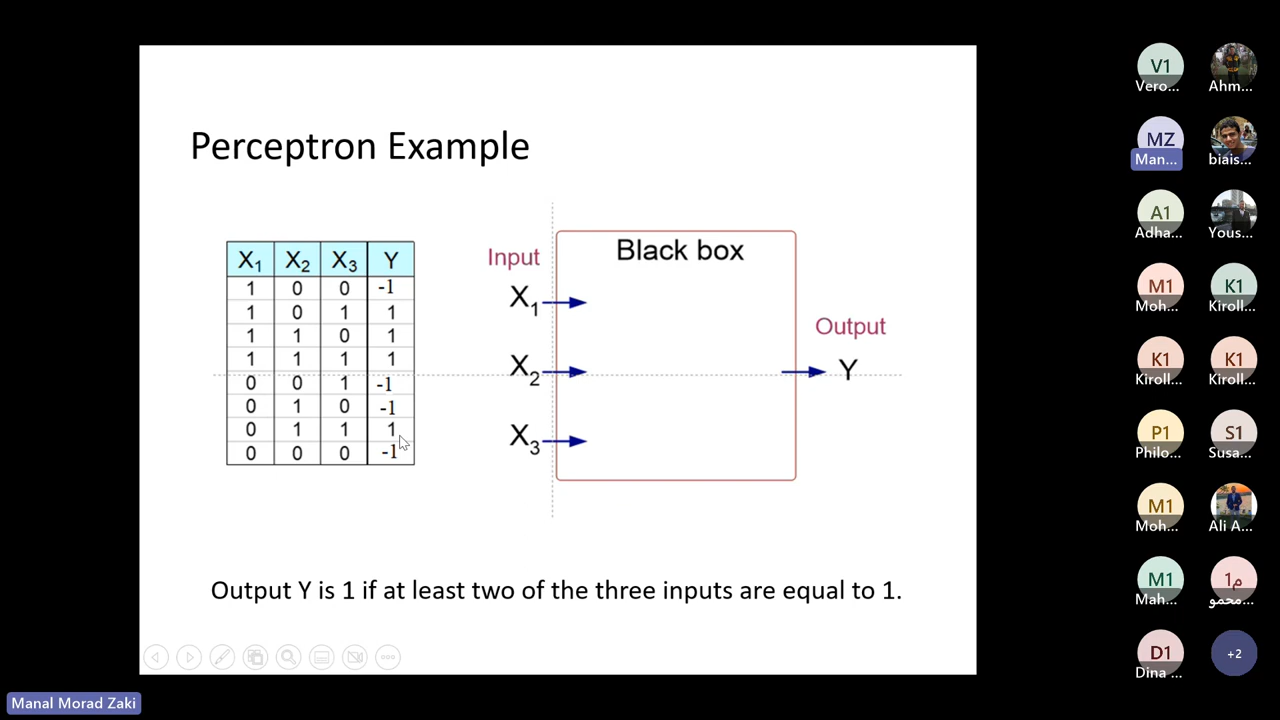 Perceptron Example
X1 X2 X3 Y
1 0 0 -1
1 0 1 1
1 1 0 1
1 1 1 1
0 0 1 -1
0 1 0 -1
0 1 1 1
0 0 0 -1
Input
X1
X2
X3
Black box
Output
Y
Output Y is 1 if at least two of the three inputs are equal to 1.
Manal Morad Zaki
V1
Vero...
Ahm...
MZ
Man...
biais...
A1
Adha...
Yous...
M1
Moh...
K1
Kiroll...
K1
Kiroll...
K1
Kiroll...
P1
Philo...
S1
Susa...
M1
Moh...
Ali A...
M1
Mah...
م1
محمو...
D1
Dina ...
+2